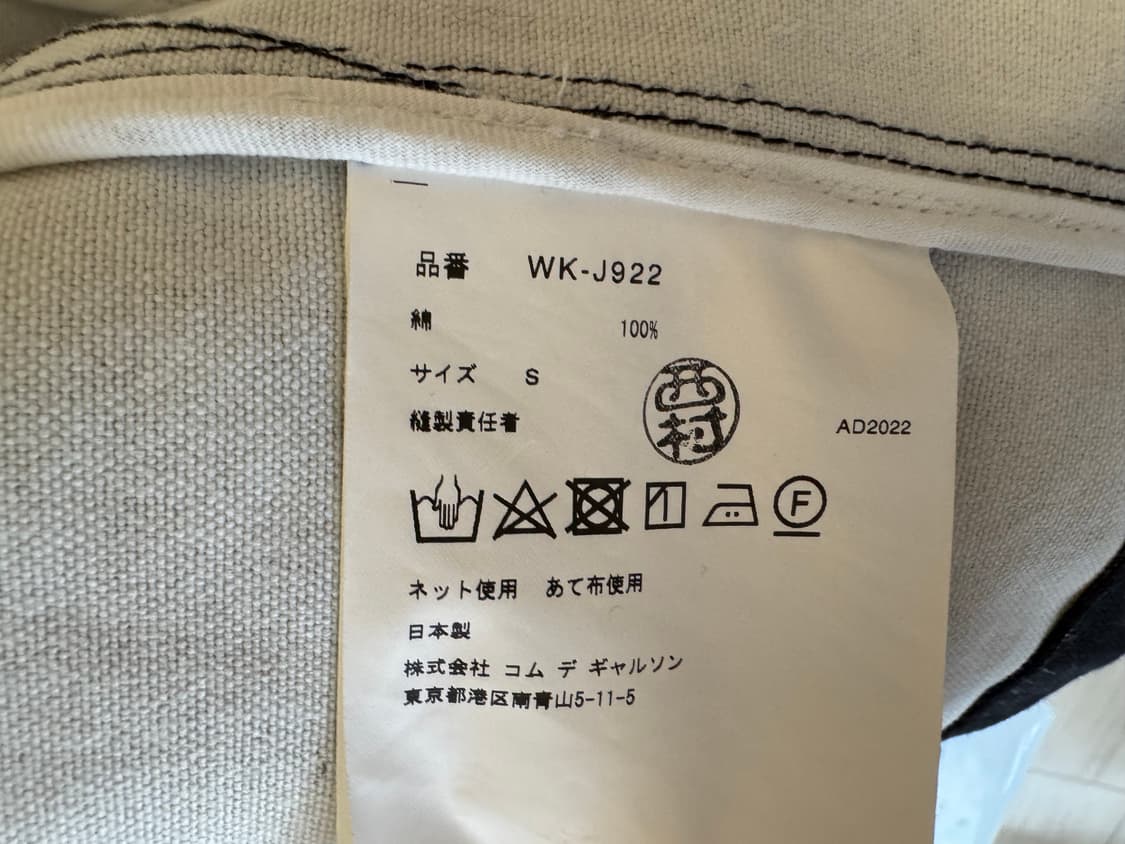 品番 WK-J922
綿 100%
サイズ S
縫製責任者 西村 AD2022
F
ネット使用 あて布使用
日本製
株式会社 コム デ ギャルソン
東京都港区南青山5-11-5